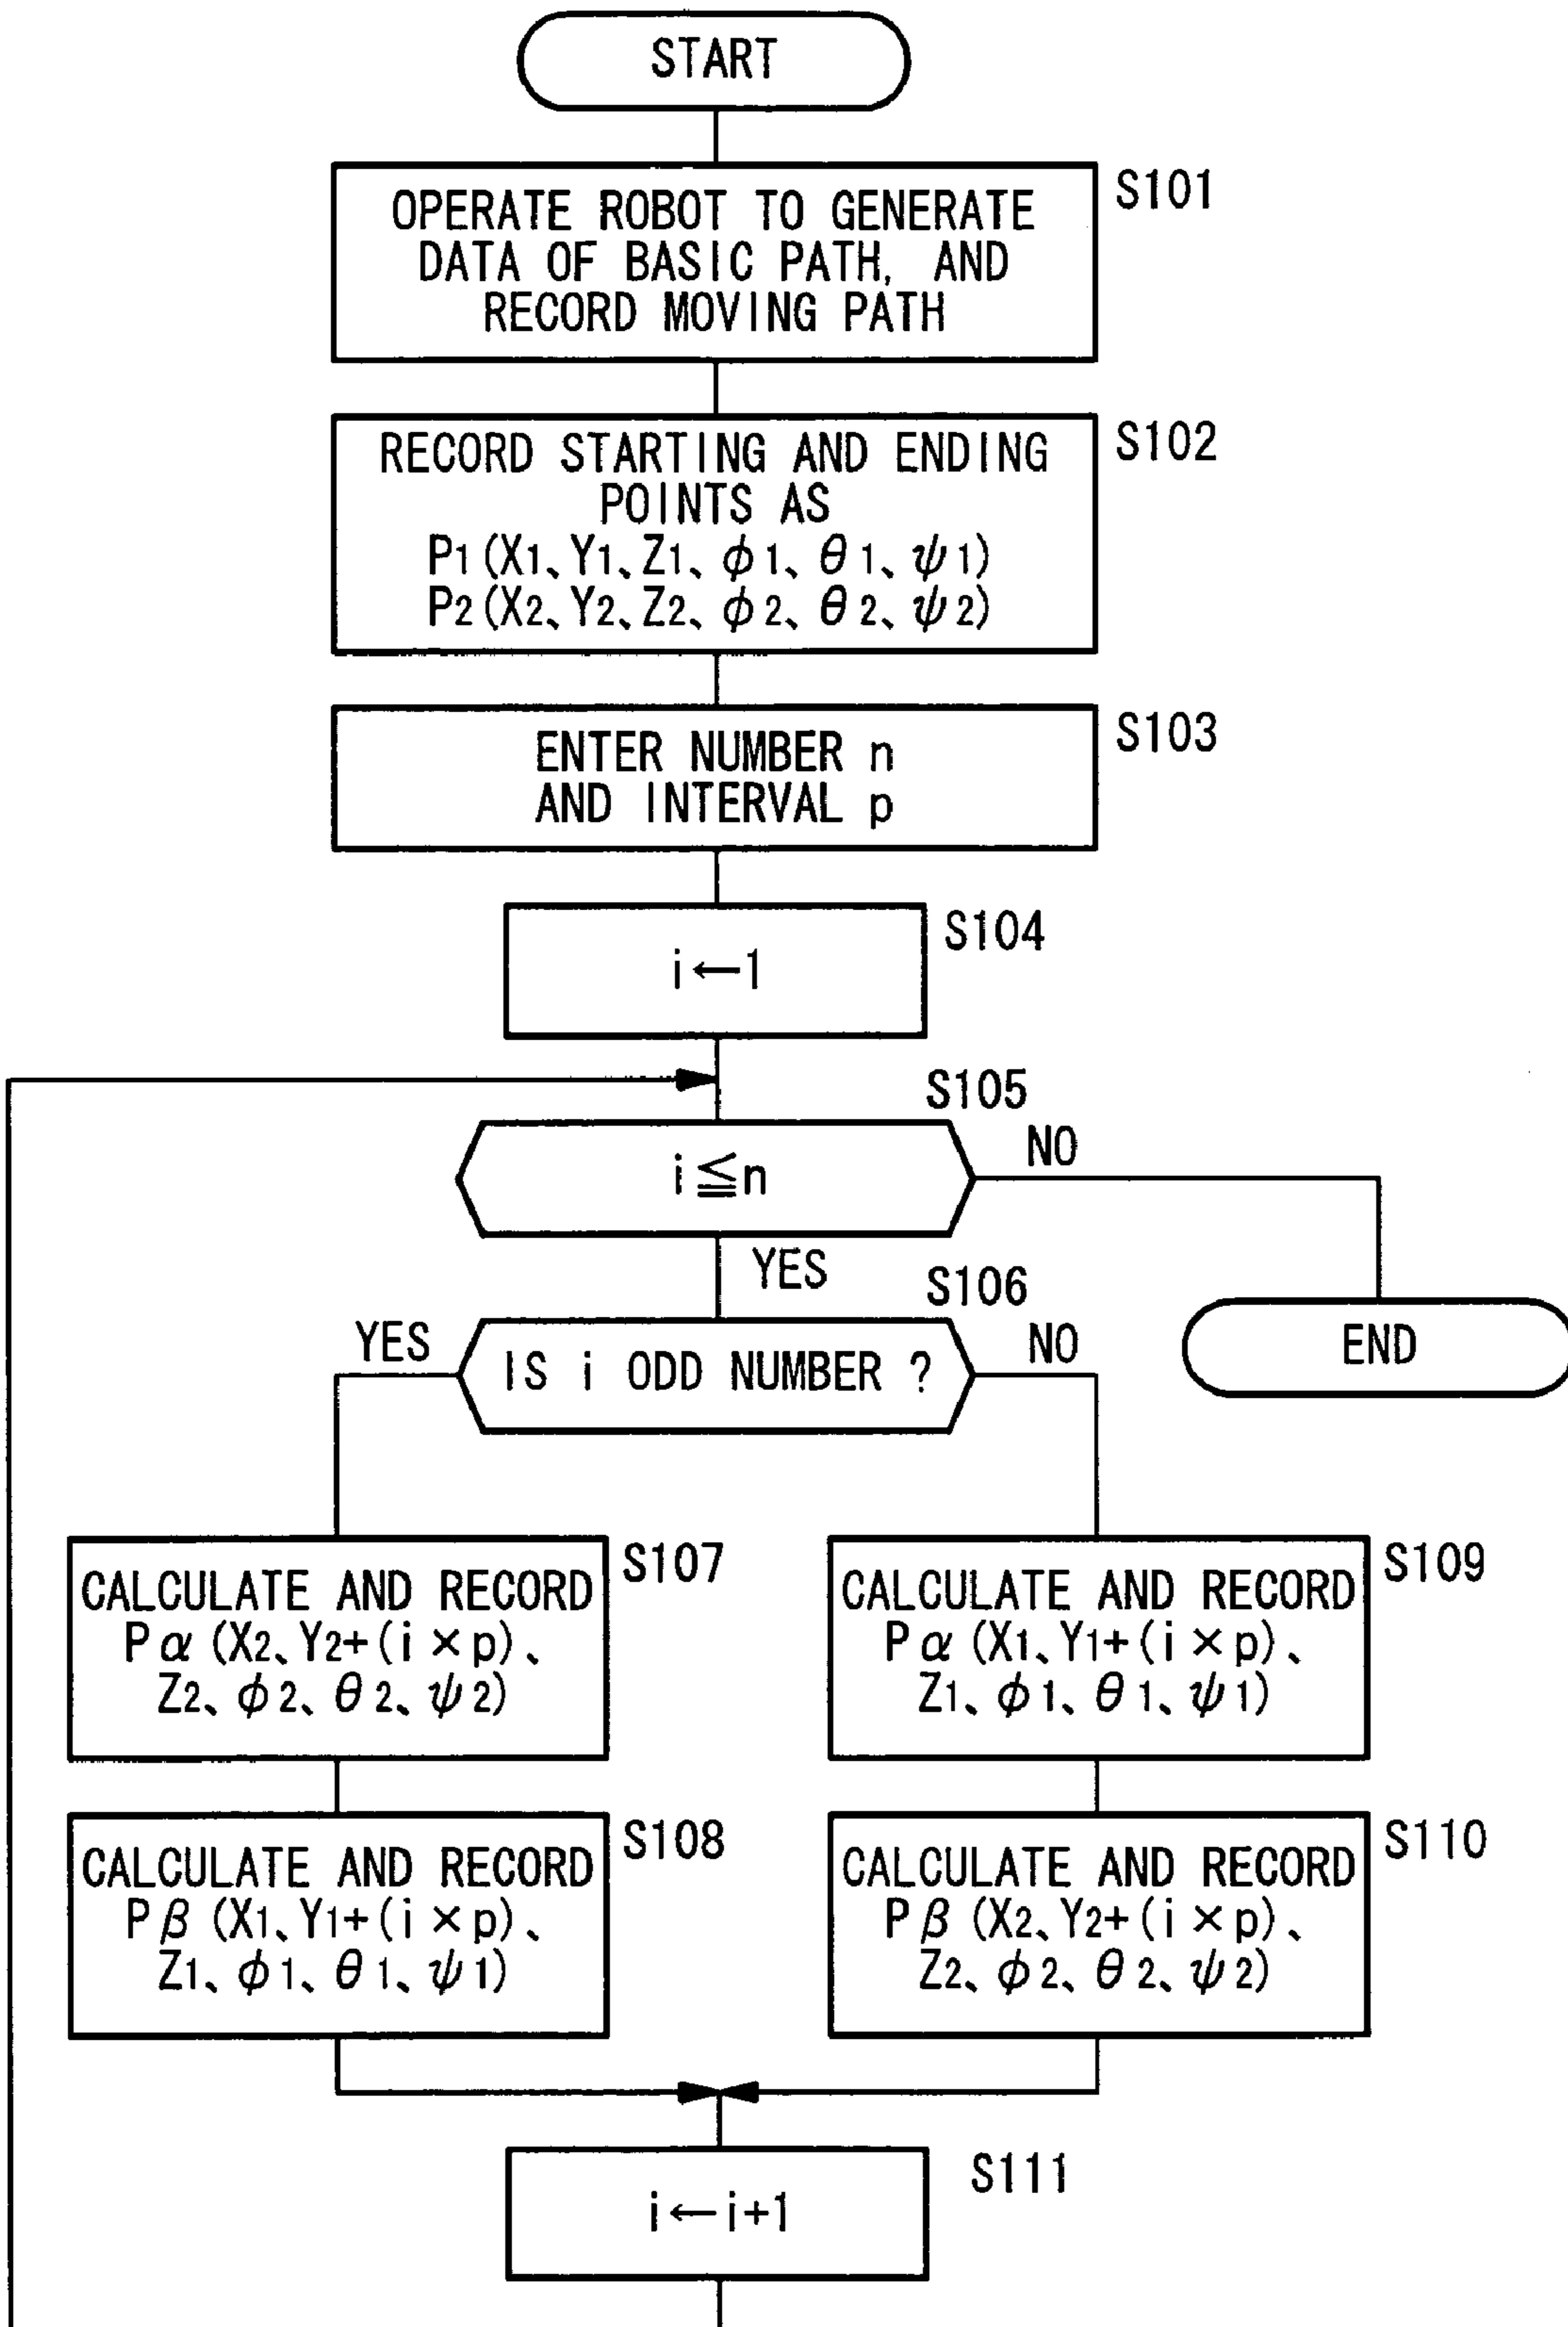 START
OPERATE ROBOT TO GENERATE
DATA OF BASIC PATH, AND
RECORD MOVING PATH
S101
RECORD STARTING AND ENDING
POINTS AS
P1(X1、Y1、Z1、φ1、θ1、ψ1)
P2(X2、Y2、Z2、φ2、θ2、ψ2)
S102
ENTER NUMBER n
AND INTERVAL p
S103
i←1
S104
S105
i≦n
NO
YES
S106
YES
IS i ODD NUMBER ?
NO
END
CALCULATE AND RECORD
Pα(X2、Y2+(i×p)、
Z2、φ2、θ2、ψ2)
S107
CALCULATE AND RECORD
Pα(X1、Y1+(i×p)、
Z1、φ1、θ1、ψ1)
S109
CALCULATE AND RECORD
Pβ(X1、Y1+(i×p)、
Z1、φ1、θ1、ψ1)
S108
CALCULATE AND RECORD
Pβ(X2、Y2+(i×p)、
Z2、φ2、θ2、ψ2)
S110
i←i+1
S111